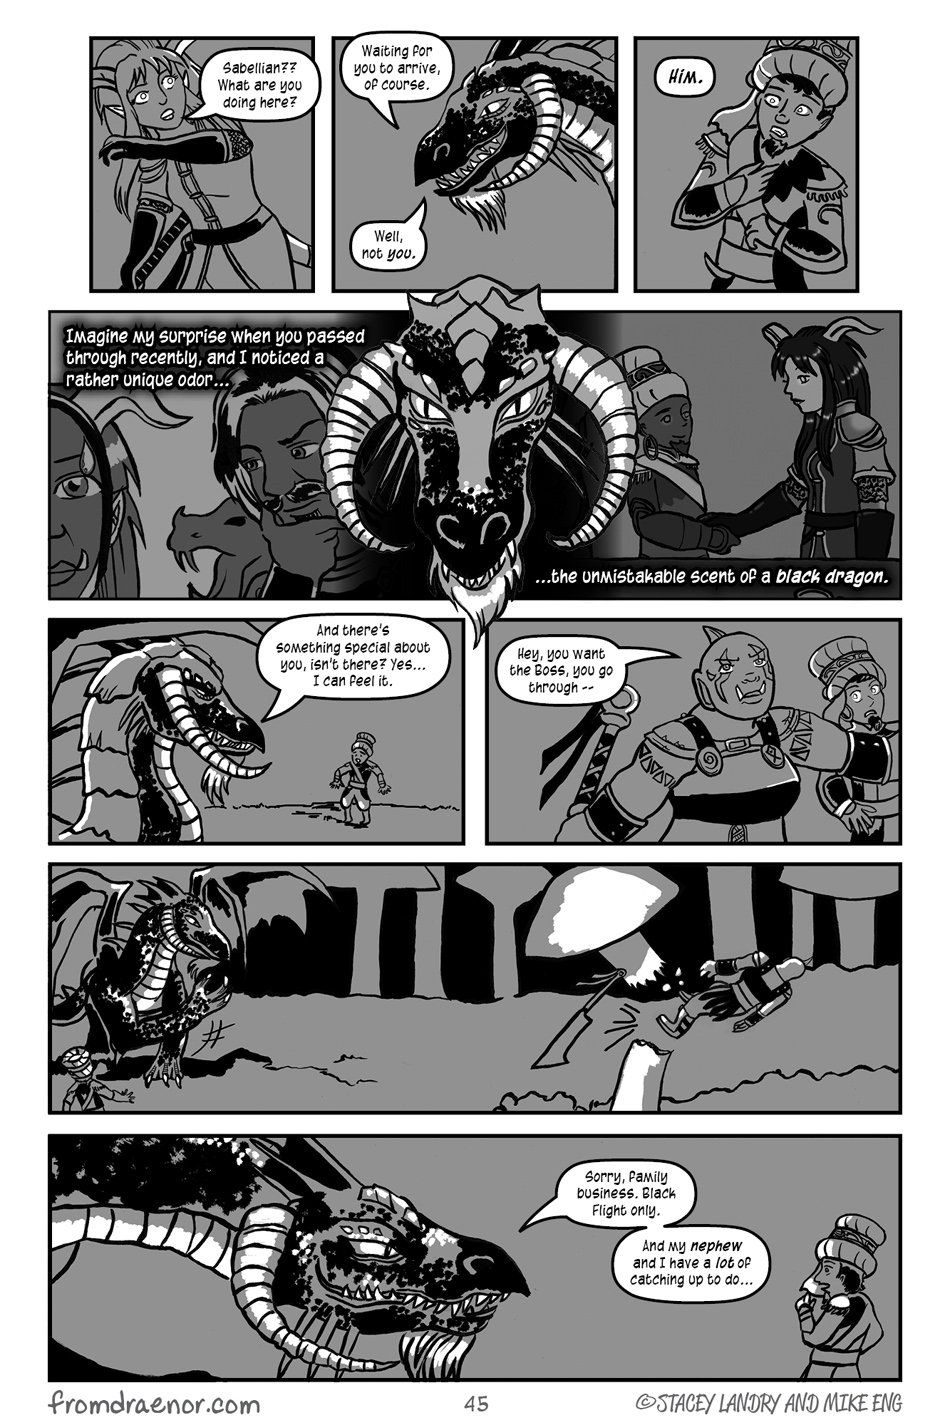 Sabellian??
What are you
doing here?
Waiting for
you to arrive,
of course.
Well,
not you.
Him.
Imagine my surprise when you passed
through recently, and I noticed a
rather unique odor...
...the unmistakable scent of a black dragon.
And there's
something special about
you, isn't there? Yes...
I can feel it.
Hey, you want
the Boss, you go
through --
Sorry, family
business. Black
Flight only.
And my nephew
and I have a lot of
catching up to do...
fromdraenor.com
45
©STACEY LANDRY AND MIKE ENG